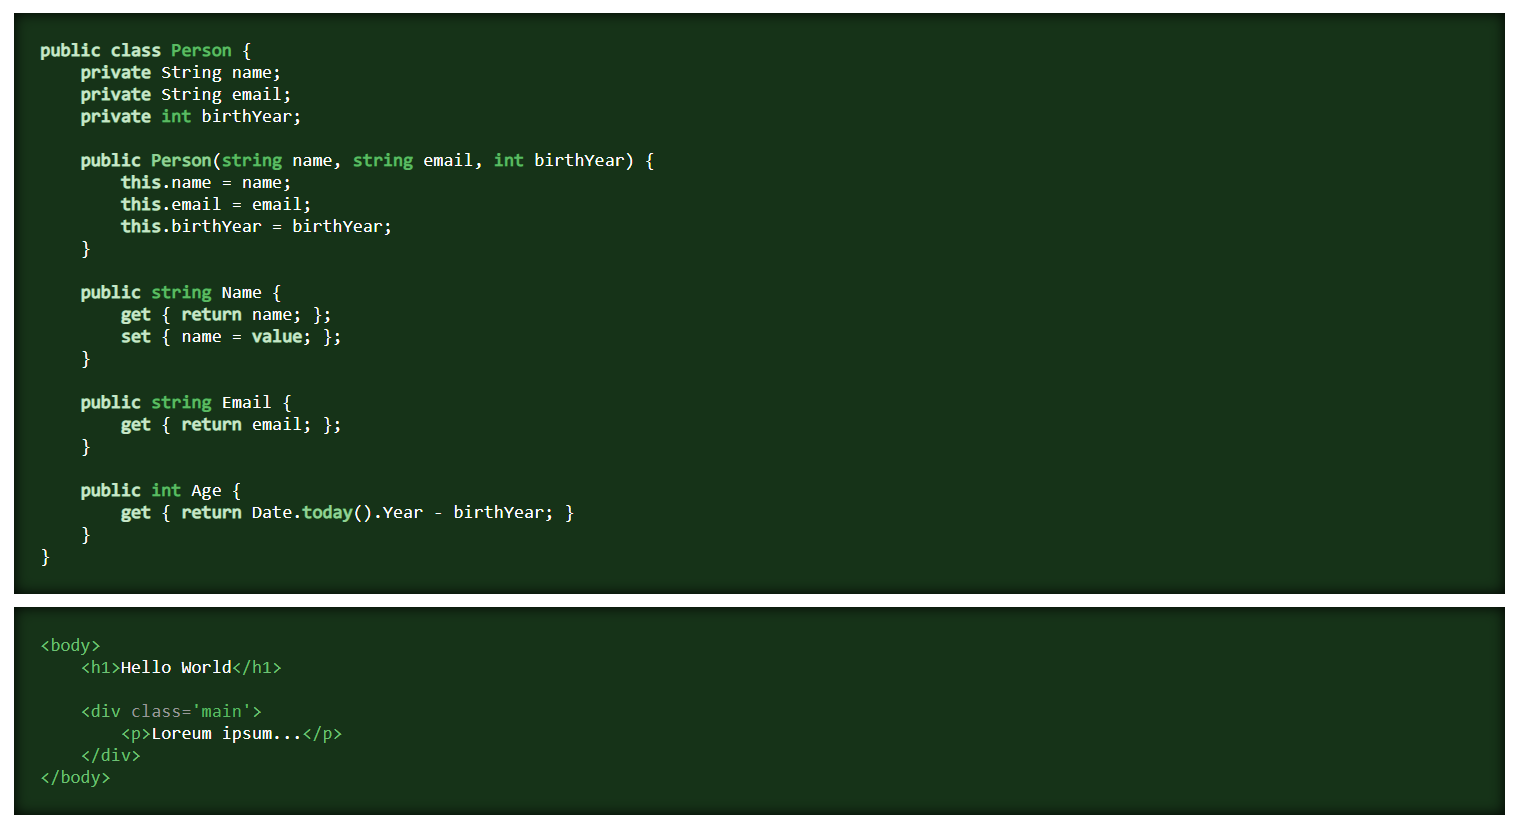 public class Person {
    private String name;
    private String email;
    private int birthYear;

    public Person(string name, string email, int birthYear) {
        this.name = name;
        this.email = email;
        this.birthYear = birthYear;
    }

    public string Name {
        get { return name; };
        set { name = value; };
    }

    public string Email {
        get { return email; };
    }

    public int Age {
        get { return Date.today().Year - birthYear; }
    }
}

<body>
    <h1>Hello World</h1>

    <div class='main'>
        <p>Loreum ipsum...</p>
    </div>
</body>